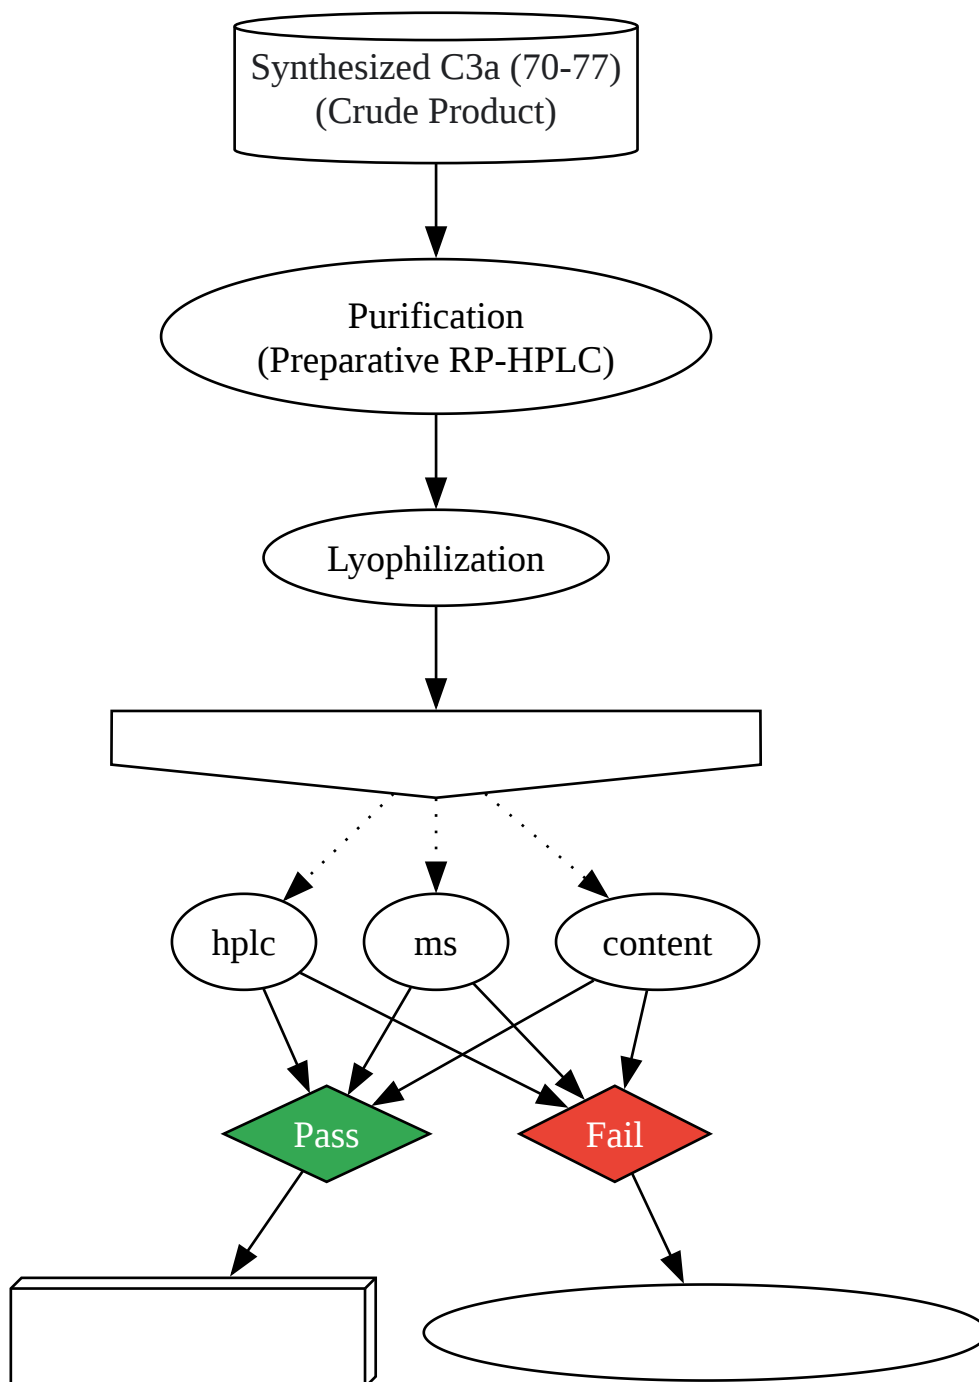 Synthesized C3a (70-77)
(Crude Product)
Purification
(Preparative RP-HPLC)
Lyophilization
hplc
ms
content
Pass
Fail